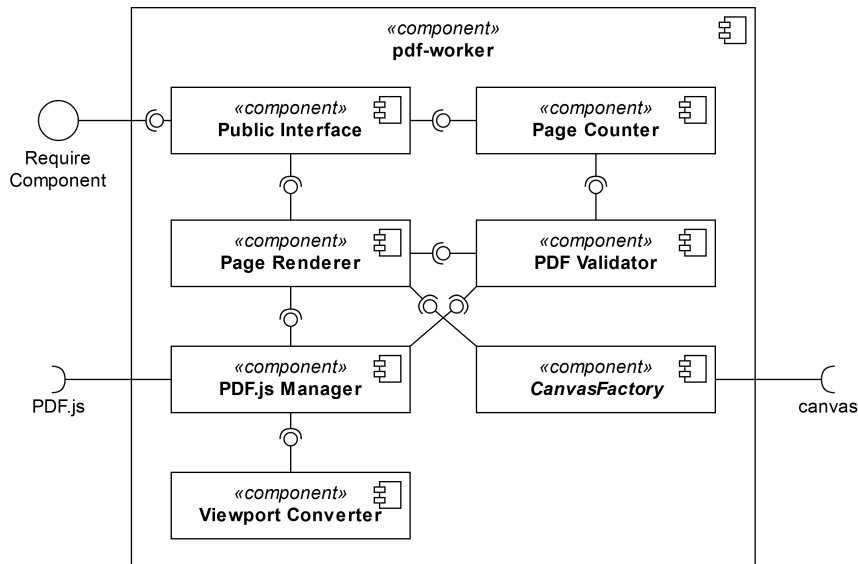 «component»
pdf-worker
«component»
Public Interface
«component»
Page Counter
Require
Component
«component»
Page Renderer
«component»
PDF Validator
«component»
PDF.js Manager
«component»
CanvasFactory
PDF.js
canvas
«component»
Viewport Converter